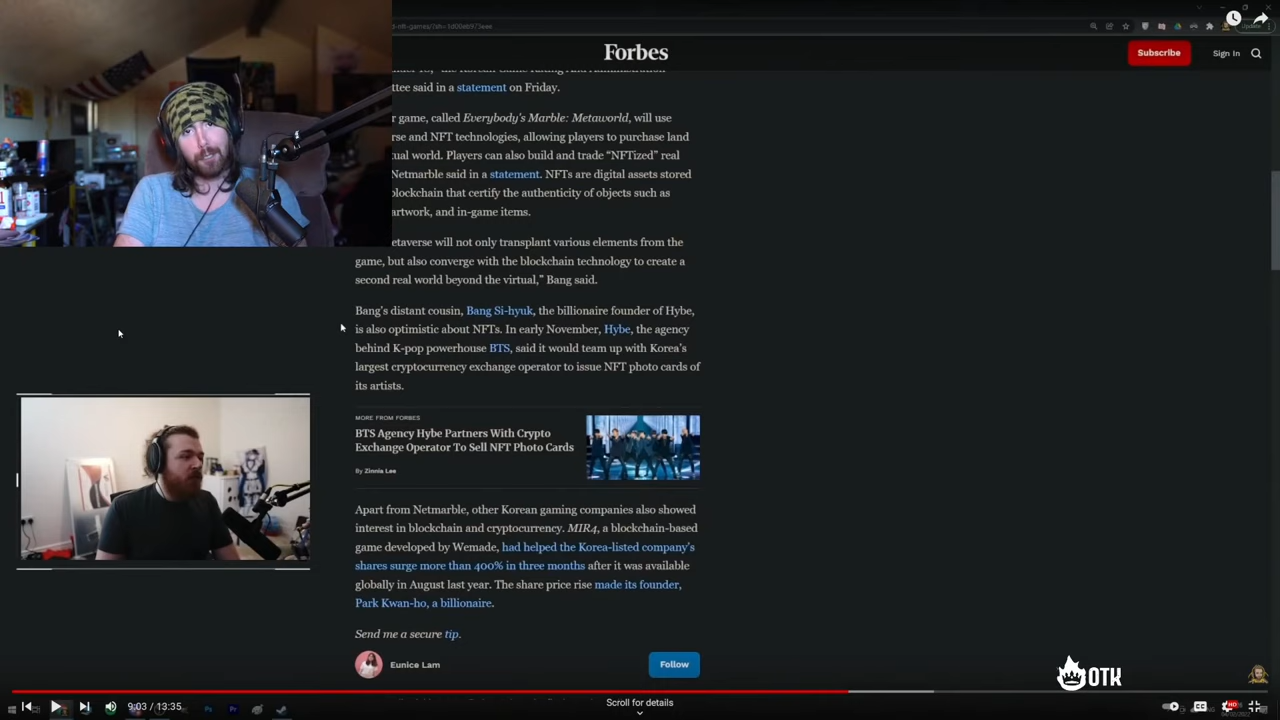 Forbes
Subscribe
Sign In
ttee said in a statement on Friday.
r game, called Everybody's Marble: Metaworld, will use
rse and NFT technologies, allowing players to purchase land
ual world. Players can also build and trade “NFTized” real
Netmarble said in a statement. NFTs are digital assets stored
blockchain that certify the authenticity of objects such as
artwork, and in-game items.
etaverse will not only transplant various elements from the
game, but also converge with the blockchain technology to create a
second real world beyond the virtual,” Bang said.
Bang's distant cousin, Bang Si-hyuk, the billionaire founder of Hybe,
is also optimistic about NFTs. In early November, Hybe, the agency
behind K-pop powerhouse BTS, said it would team up with Korea's
largest cryptocurrency exchange operator to issue NFT photo cards of
its artists.
MORE FROM FORBES
BTS Agency Hybe Partners With Crypto
Exchange Operator To Sell NFT Photo Cards
By Zinnia Lee
Apart from Netmarble, other Korean gaming companies also showed
interest in blockchain and cryptocurrency. MIR4, a blockchain-based
game developed by Wemade, had helped the Korea-listed company's
shares surge more than 400% in three months after it was available
globally in August last year. The share price rise made its founder,
Park Kwan-ho, a billionaire.
Send me a secure tip.
Eunice Lam
Follow
OTK
9:03 / 13:35
Scroll for details
HD